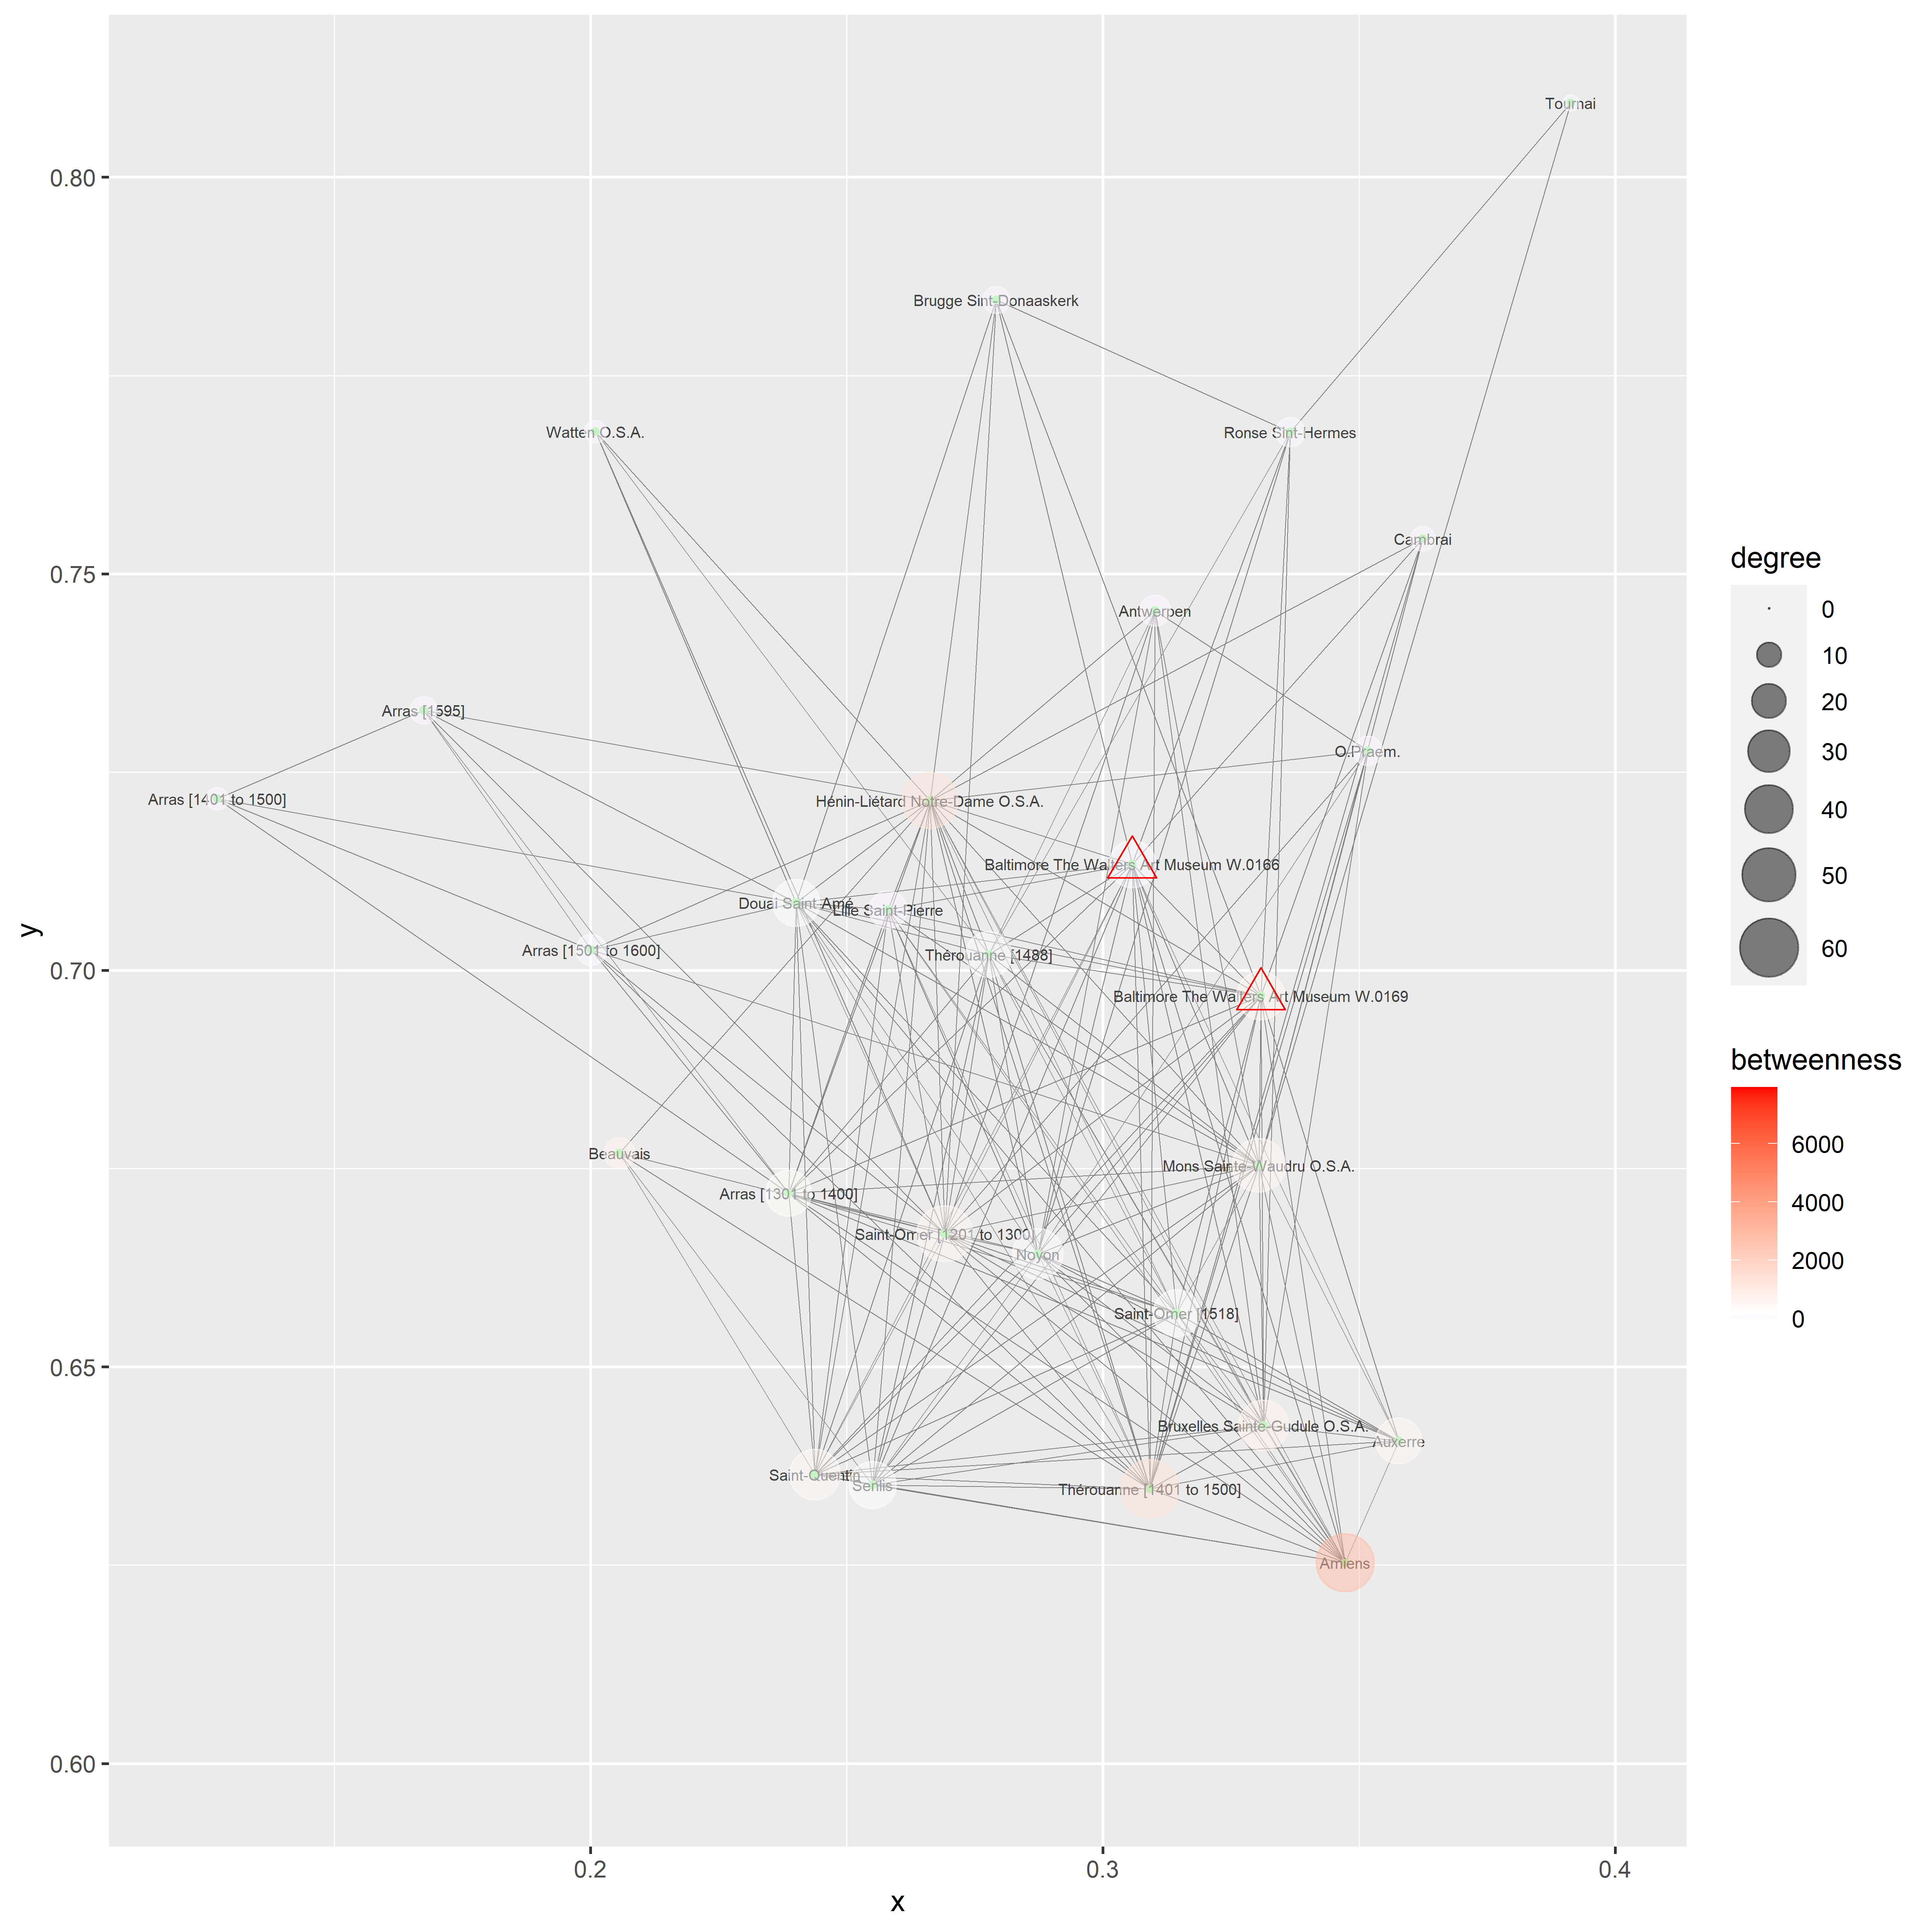 Tournai
0.80
Brugge Sint-Donaaskerk
Watten O.S.A.
Ronse Sint-Hermes
Cambrai
degree
0.75
0
Antwerpen
10
20
Arras [1595]
30
O.Praem.
Arras [1401 to 1500]
Hénin-Liétard Notre-Dame O.S.A.
40
Baltimore The Walters Art Museum W.0166
50
Douai Saint Amé
Lille Saint-Pierre
y
Arras [1501 to 1600]
Thérouanne [1488]
60
0.70
Baltimore The Walters Art Museum W.0169
betweenness
6000
Beauvais
Mons Sainte-Waudru O.S.A.
Arras [1301 to 1400]
4000
Saint-Omer [1201 to 1300]
Noyon
2000
Saint-Omer [1518]
0
0.65
Bruxelles Sainte-Gudule O.S.A.
Auxerre
Saint-Quentin
Senlis
Thérouanne [1401 to 1500]
Amiens
0.60
0.2
0.3
0.4
x